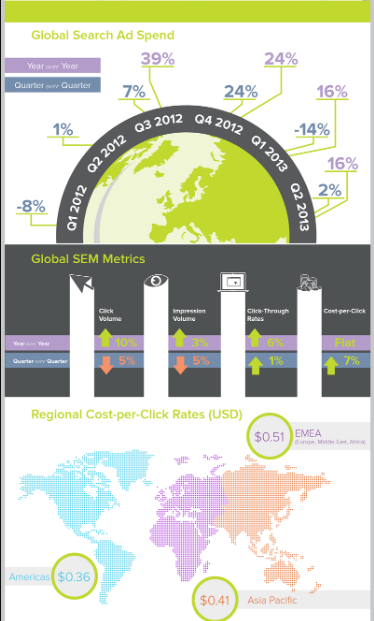 Global Search Ad Spend
Year over Year
Quarter over Quarter
39%
24%
7%
24%
16%
1%
-14%
16%
-8%
2%
Q1 2012
Q2 2012
Q3 2012
Q4 2012
Q1 2013
Q2 2013
Global SEM Metrics
Click
Volume
Impression
Volume
Click-Through
Rates
Cost-per-Click
Year over Year
10%
3%
6%
Flat
Quarter over Quarter
5%
5%
1%
7%
Regional Cost-per-Click Rates (USD)
$0.51
EMEA
(Europe, Middle East, Africa)
Americas
$0.36
$0.41
Asia Pacific